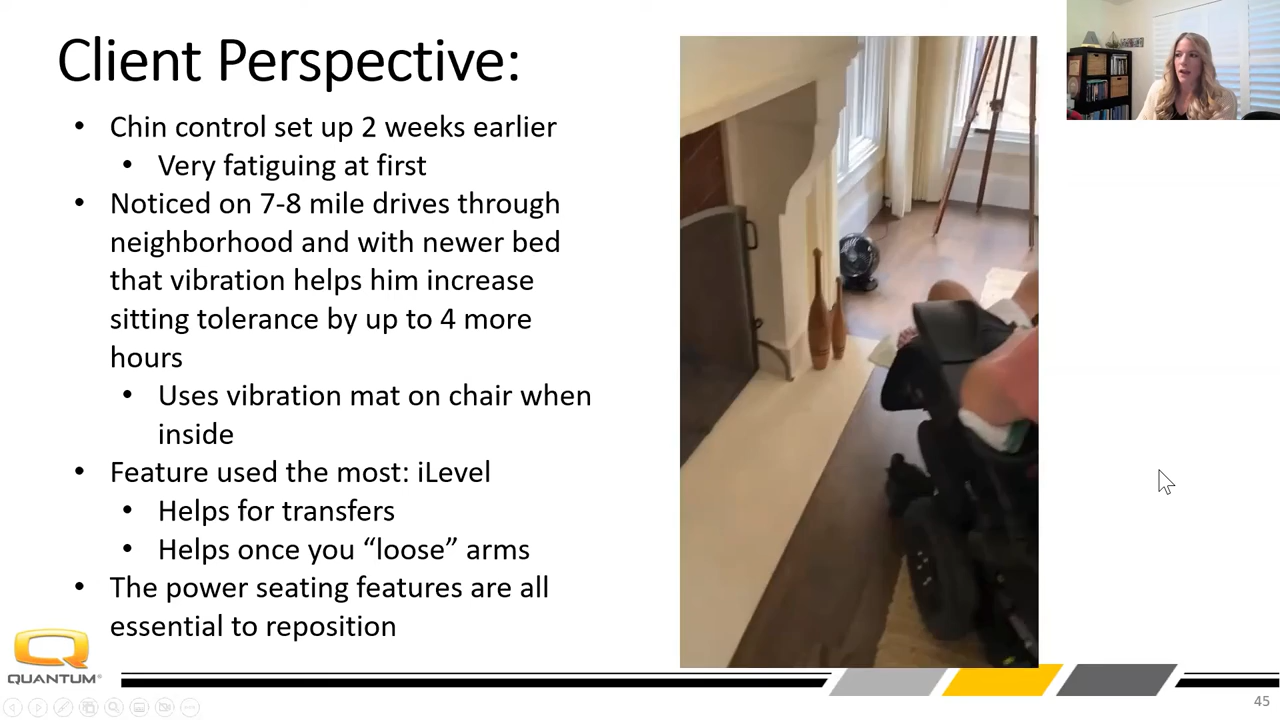 Client Perspective:
• Chin control set up 2 weeks earlier
• Very fatiguing at first
• Noticed on 7-8 mile drives through
neighborhood and with newer bed
that vibration helps him increase
sitting tolerance by up to 4 more
hours
• Uses vibration mat on chair when
inside
• Feature used the most: iLevel
• Helps for transfers
• Helps once you “loose” arms
• The power seating features are all
essential to reposition
QUANTUM®
45